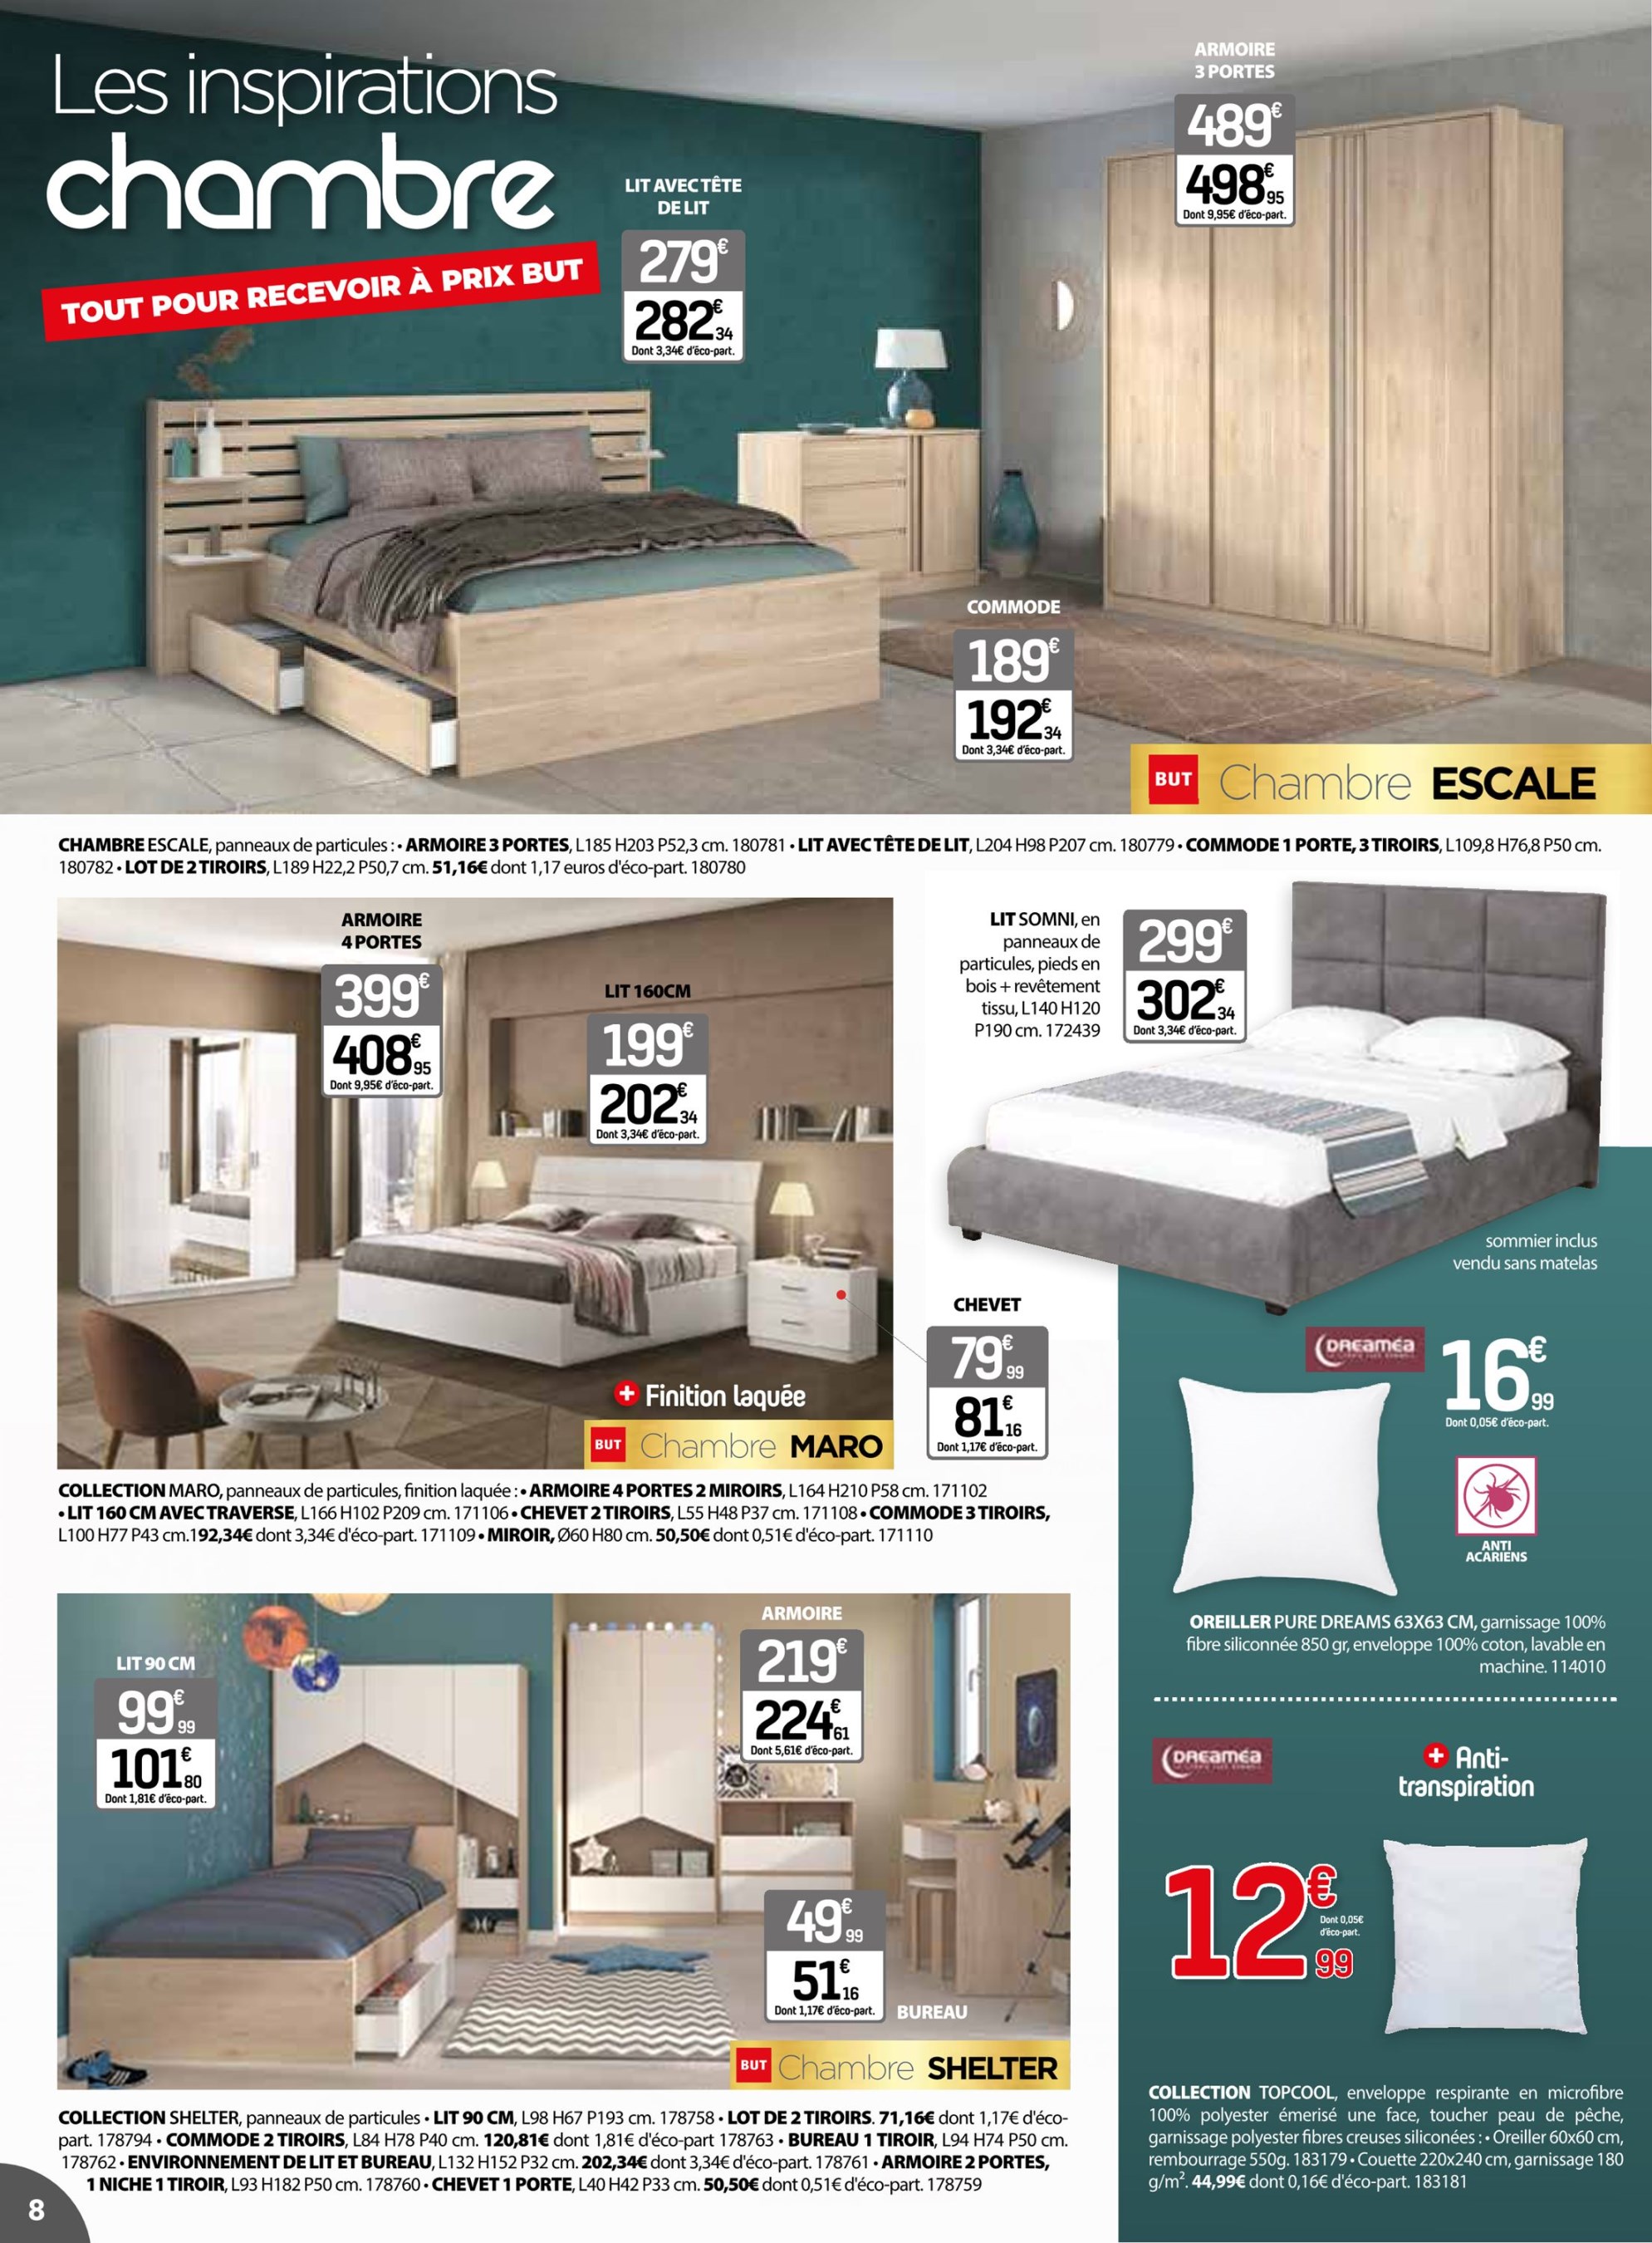 Les inspirations
chambre
TOUT POUR RECEVOIR À PRIX BUT
LIT AVEC TÊTE
DE LIT
279€
282€34
Dont 3,34€ d'éco-part.
ARMOIRE
3 PORTES
489€
498€95
Dont 9,95€ d'éco-part.
COMMODE
189€
192€34
Dont 3,34€ d'éco-part.
BUT Chambre ESCALE
CHAMBRE ESCALE, panneaux de particules : • ARMOIRE 3 PORTES, L185 H203 P52,3 cm. 180781 • LIT AVEC TÊTE DE LIT, L204 H98 P207 cm. 180779 • COMMODE 1 PORTE, 3 TIROIRS, L109,8 H76,8 P50 cm.
180782 • LOT DE 2 TIROIRS, L189 H22,2 P50,7 cm. 51,16€ dont 1,17 euros d'éco-part. 180780
ARMOIRE
4 PORTES
399€
408€95
Dont 9,95€ d'éco-part.
LIT 160CM
199€
202€34
Dont 3,34€ d'éco-part.
+ Finition laquée
BUT Chambre MARO
CHEVET
79€99
81€16
Dont 1,17€ d'éco-part.
COLLECTION MARO, panneaux de particules, finition laquée : • ARMOIRE 4 PORTES 2 MIROIRS, L164 H210 P58 cm. 171102
• LIT 160 CM AVEC TRAVERSE, L166 H102 P209 cm. 171106 • CHEVET 2 TIROIRS, L55 H48 P37 cm. 171108 • COMMODE 3 TIROIRS,
L100 H77 P43 cm.192,34€ dont 3,34€ d'éco-part. 171109 • MIROIR, Ø60 H80 cm. 50,50€ dont 0,51€ d'éco-part. 171110
LIT SOMNI, en
panneaux de
particules, pieds en
bois + revêtement
tissu, L140 H120
P190 cm. 172439
299€
302€34
Dont 3,34€ d'éco-part.
sommier inclus
vendu sans matelas
DREAMéA
16€99
Dont 0,05€ d'éco-part.
ANTI
ACARIENS
OREILLER PURE DREAMS 63X63 CM, garnissage 100%
fibre siliconnée 850 gr, enveloppe 100% coton, lavable en
machine. 114010
DREAMéA
+ Anti-
transpiration
12€99
Dont 0,05€
d'éco-part.
COLLECTION TOPCOOL, enveloppe respirante en microfibre
100% polyester émerisé une face, toucher peau de pêche,
garnissage polyester fibres creuses siliconées : • Oreiller 60x60 cm,
rembourrage 550g. 183179 • Couette 220x240 cm, garnissage 180
g/m². 44,99€ dont 0,16€ d'éco-part. 183181
LIT 90 CM
99€99
101€80
Dont 1,81€ d'éco-part.
ARMOIRE
219€
224€61
Dont 5,61€ d'éco-part.
49€99
51€16
Dont 1,17€ d'éco-part.
BUREAU
BUT Chambre SHELTER
COLLECTION SHELTER, panneaux de particules • LIT 90 CM, L98 H67 P193 cm. 178758 • LOT DE 2 TIROIRS. 71,16€ dont 1,17€ d'éco-
part. 178794 • COMMODE 2 TIROIRS, L84 H78 P40 cm. 120,81€ dont 1,81€ d'éco-part 178763 • BUREAU 1 TIROIR, L94 H74 P50 cm.
178762 • ENVIRONNEMENT DE LIT ET BUREAU, L132 H152 P32 cm. 202,34€ dont 3,34€ d'éco-part. 178761 • ARMOIRE 2 PORTES,
1 NICHE 1 TIROIR, L93 H182 P50 cm. 178760 • CHEVET 1 PORTE, L40 H42 P33 cm. 50,50€ dont 0,51€ d'éco-part. 178759
8